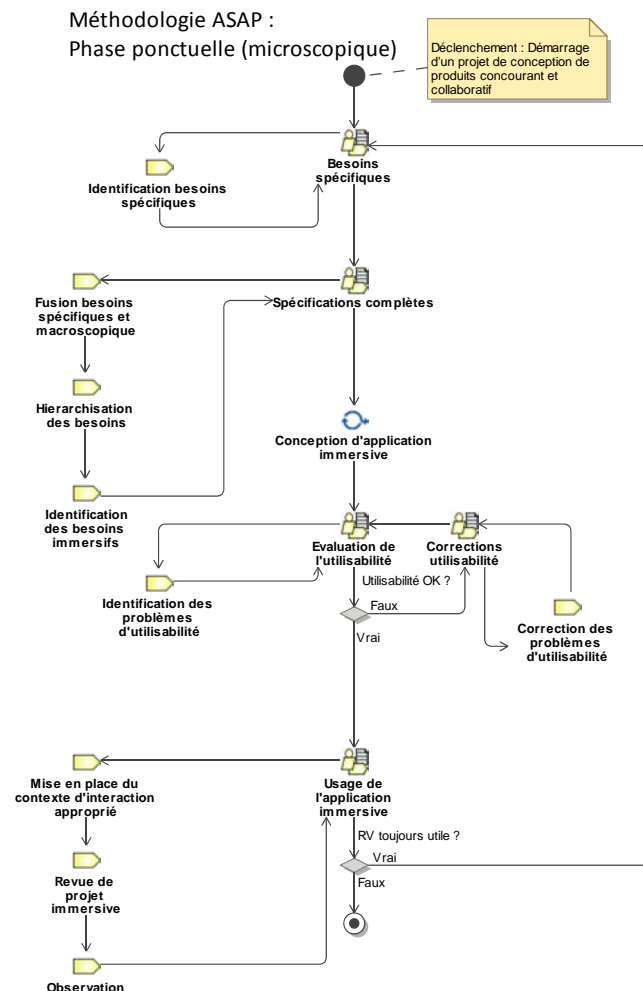 Méthodologie ASAP :
Phase ponctuelle (microscopique)
Déclenchement : Démarrage
d'un projet de conception de
produits concourant et
collaboratif
Besoins
spécifiques
Identification besoins
spécifiques
Spécifications complètes
Fusion besoins
spécifiques et
macroscopique
Hierarchisation
des besoins
Identification
des besoins
immersifs
Conception d'application
immersive
Evaluation de
l'utilisabilité
Corrections
utilisabilité
Utilisabilité OK ?
Faux
Vrai
Identification des
problèmes
d'utilisabilité
Correction des
problèmes
d'utilisabilité
Usage de
l'application
immersive
Mise en place du
contexte d'interaction
approprié
RV toujours utile ?
Vrai
Faux
Revue de
projet
immersive
Observation